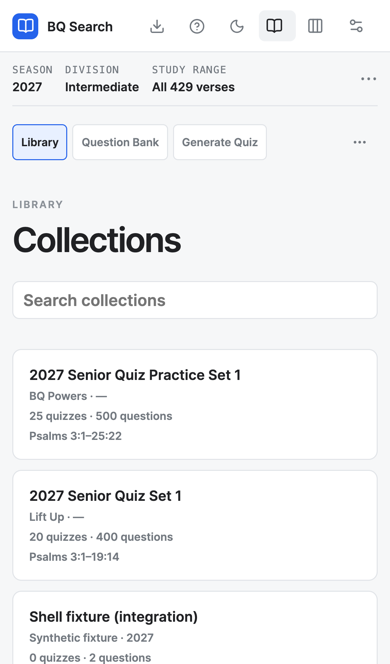 BQ Search
SEASON DIVISION STUDY RANGE
2027 Intermediate All 429 verses
Library Question Bank Generate Quiz
LIBRARY
Collections
Search collections
2027 Senior Quiz Practice Set 1
BQ Powers · —
25 quizzes · 500 questions
Psalms 3:1–25:22
2027 Senior Quiz Set 1
Lift Up · —
20 quizzes · 400 questions
Psalms 3:1–19:14
Shell fixture (integration)
Synthetic fixture · 2027
0 quizzes · 2 questions